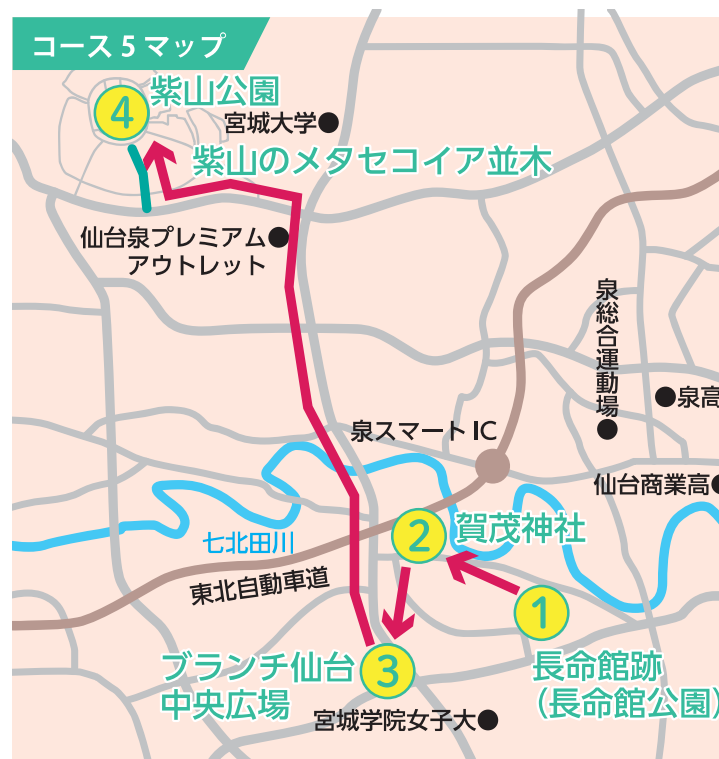 コース 5 マップ
紫山公園
4
宮城大学●
紫山のメタセコイア並木
仙台泉プレミアム●
アウトレット
泉総合運動場●
●泉高
泉スマート IC
仙台商業高●
2
賀茂神社
七北田川
東北自動車道
1
長命館跡
（長命館公園）
ブランチ仙台
中央広場
3
宮城学院女子大●